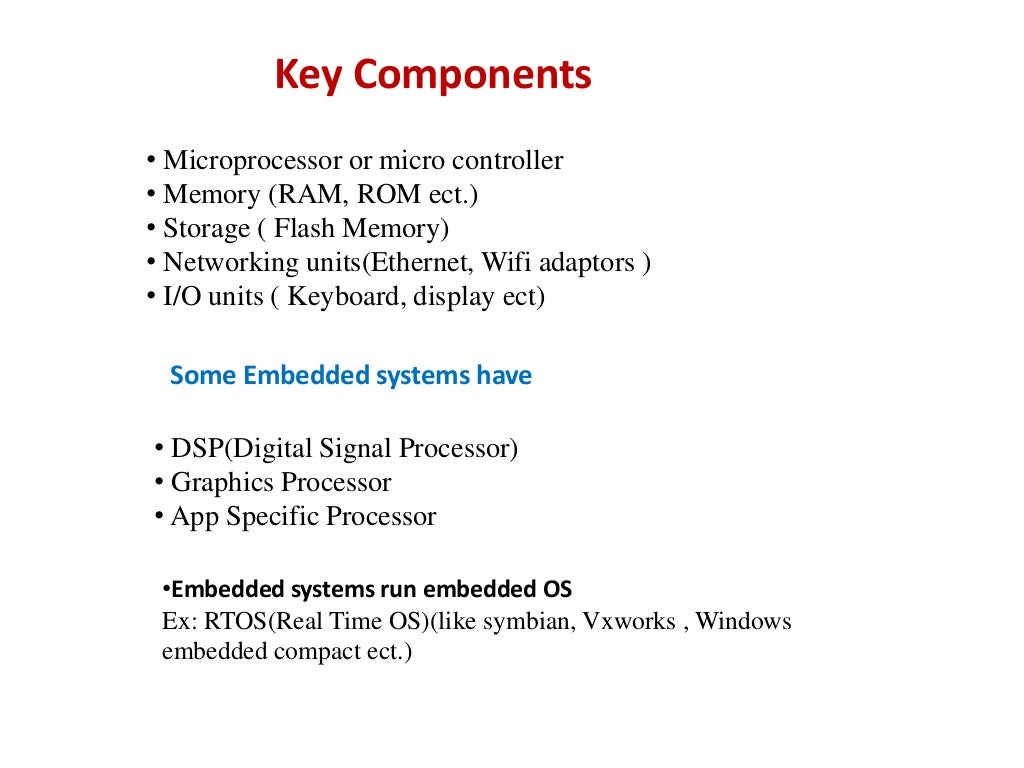 Key Components
• Microprocessor or micro controller
• Memory (RAM, ROM ect.)
• Storage ( Flash Memory)
• Networking units(Ethernet, Wifi adaptors )
• I/O units ( Keyboard, display ect)
Some Embedded systems have
• DSP(Digital Signal Processor)
• Graphics Processor
• App Specific Processor
•Embedded systems run embedded OS
Ex: RTOS(Real Time OS)(like symbian, Vxworks , Windows
embedded compact ect.)